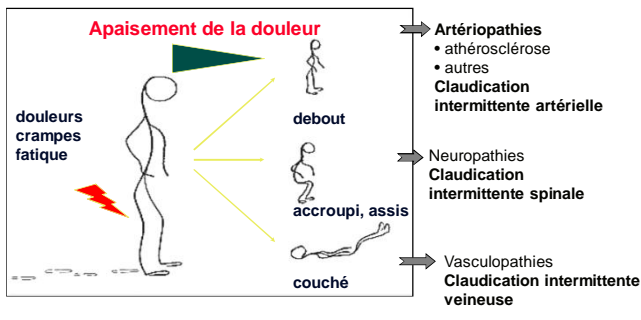 Apaisement de la douleur
douleurs
crampes
fatique
debout
accroupi, assis
couché
Artériopathies
• athérosclérose
• autres
Claudication
intermittente artérielle
Neuropathies
Claudication
intermittente spinale
Vasculopathies
Claudication intermittente
veineuse